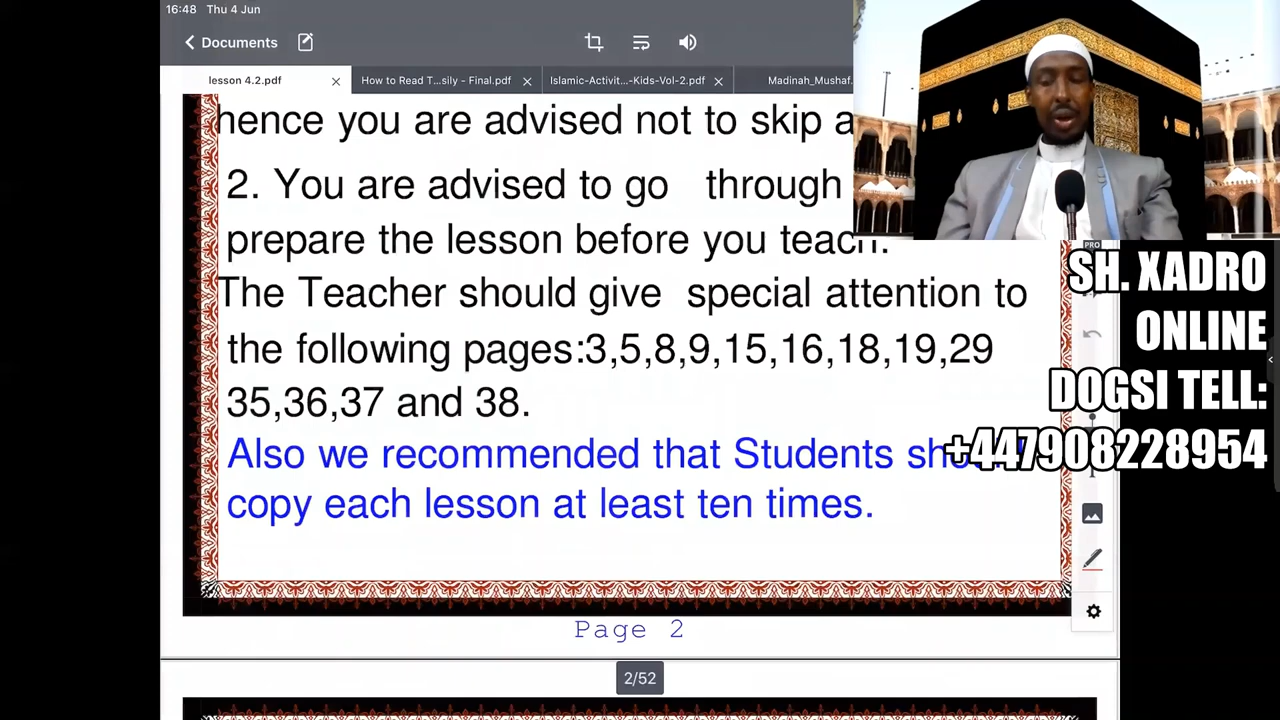 16:48 Thu 4 Jun
Documents
lesson 4.2.pdf
How to Read T...sily - Final.pdf
Islamic-Activit...-Kids-Vol-2.pdf
Madinah_Mushaf.
hence you are advised not to skip a
2. You are advised to go through
prepare the lesson before you teach.
The Teacher should give special attention to
the following pages:3,5,8,9,15,16,18,19,29
35,36,37 and 38.
Also we recommended that Students
copy each lesson at least ten times.
Page 2
2/52
PRO
SH. XADRO
ONLINE
DOGSI TELL:
+447908228954